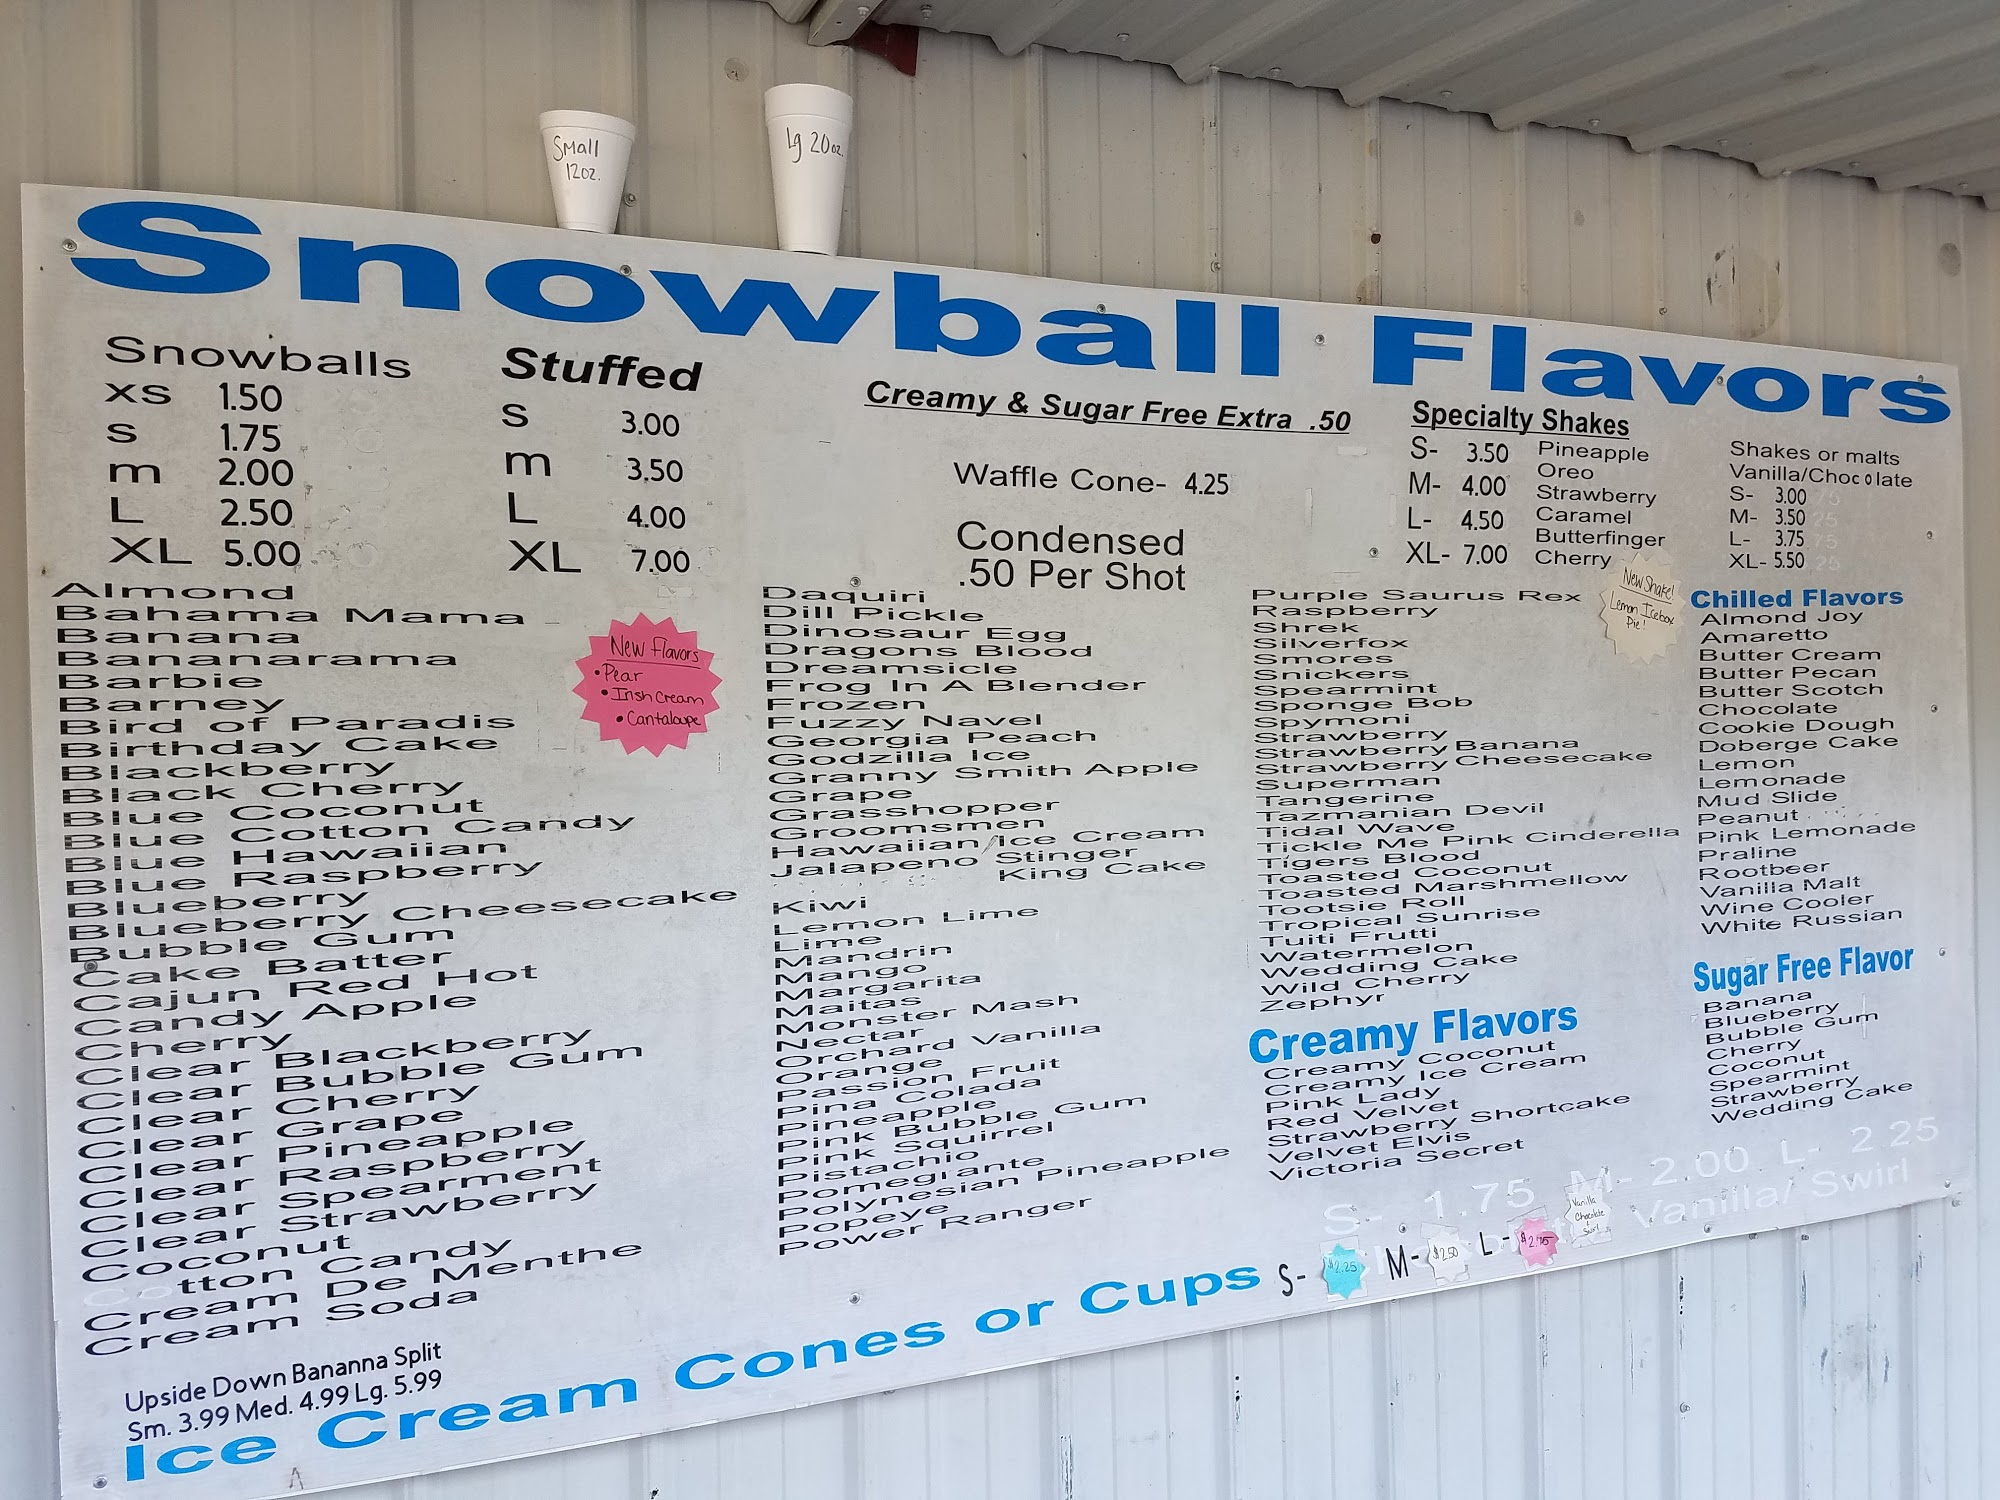 Small
12oz.
Lg 20oz.
Snowball Flavors
Snowballs
xs 1.50
S 1.75
m 2.00
L 2.50
XL 5.00
Stuffed
S 3.00
m 3.50
L 4.00
XL 7.00
Creamy & Sugar Free Extra .50
Waffle Cone- 4.25
Condensed
.50 Per Shot
Specialty Shakes
S- 3.50
M- 4.00
L- 4.50
XL- 7.00
Pineapple
Oreo
Strawberry
Caramel
Butterfinger
Cherry
New Shake!
Lemon Icebox
Pie!
Shakes or malts
Vanilla/Chocolate
S- 3.00
M- 3.50
L- 3.75
XL- 5.50
Almond
Bahama Mama
Banana
Bananarama
Barbie
Barney
Bird of Paradis
Birthday Cake
Blackberry
Black Cherry
Blue Coconut
Blue Cotton Candy
Blue Hawaiian
Blue Raspberry
Blueberry
Blueberry Cheesecake
Bubble Gum
Cake Batter
Cajun Red Hot
Candy Apple
Cherry
Clear Blackberry
Clear Bubble Gum
Clear Cherry
Clear Grape
Clear Pineapple
Clear Raspberry
Clear Spearment
Clear Strawberry
Coconut
Cotton Candy
Cream De Menthe
Cream Soda
New Flavors
• Pear
• Irish Cream
• Cantaloupe
Daquiri
Dill Pickle
Dinosaur Egg
Dragons Blood
Dreamsicle
Frog In A Blender
Frozen
Fuzzy Navel
Georgia Peach
Godzilla Ice
Granny Smith Apple
Grape
Grasshopper
Groomsmen
Hawaiian Ice Cream
Jalapeno Stinger
King Cake
Kiwi
Lemon Lime
Lime
Mandrin
Mango
Margarita
Maitas
Monster Mash
Nectar
Orchard Vanilla
Orange
Passion Fruit
Pina Colada
Pineapple
Pink Bubble Gum
Pink Squirrel
Pistachio
Pomegrante
Polynesian Pineapple
Popeye
Power Ranger
Purple Saurus Rex
Raspberry
Shrek
Silverfox
Smores
Snickers
Spearmint
Sponge Bob
Spymoni
Strawberry
Strawberry Banana
Strawberry Cheesecake
Superman
Tangerine
Tazmanian Devil
Tidal Wave
Tickle Me Pink Cinderella
Tigers Blood
Toasted Coconut
Toasted Marshmellow
Tootsie Roll
Tropical Sunrise
Tuiti Frutti
Watermelon
Wedding Cake
Wild Cherry
Zephyr
Creamy Flavors
Creamy Coconut
Creamy Ice Cream
Pink Lady
Red Velvet
Strawberry Shortcake
Velvet Elvis
Victoria Secret
Chilled Flavors
Almond Joy
Amaretto
Butter Cream
Butter Pecan
Butter Scotch
Chocolate
Cookie Dough
Doberge Cake
Lemon
Lemonade
Mud Slide
Peanut
Pink Lemonade
Praline
Rootbeer
Vanilla Malt
Wine Cooler
White Russian
Sugar Free Flavor
Banana
Blueberry
Bubble Gum
Cherry
Coconut
Spearmint
Strawberry
Wedding Cake
S- 1.75 M- 2.00 L- 2.25
Vanilla/ Swirl
Vanilla
Chocolate
Swirl
Upside Down Bananna Split
Sm. 3.99 Med. 4.99 Lg. 5.99
Ice Cream Cones or Cups S- $2.25 M- $2.50 L- $2.75